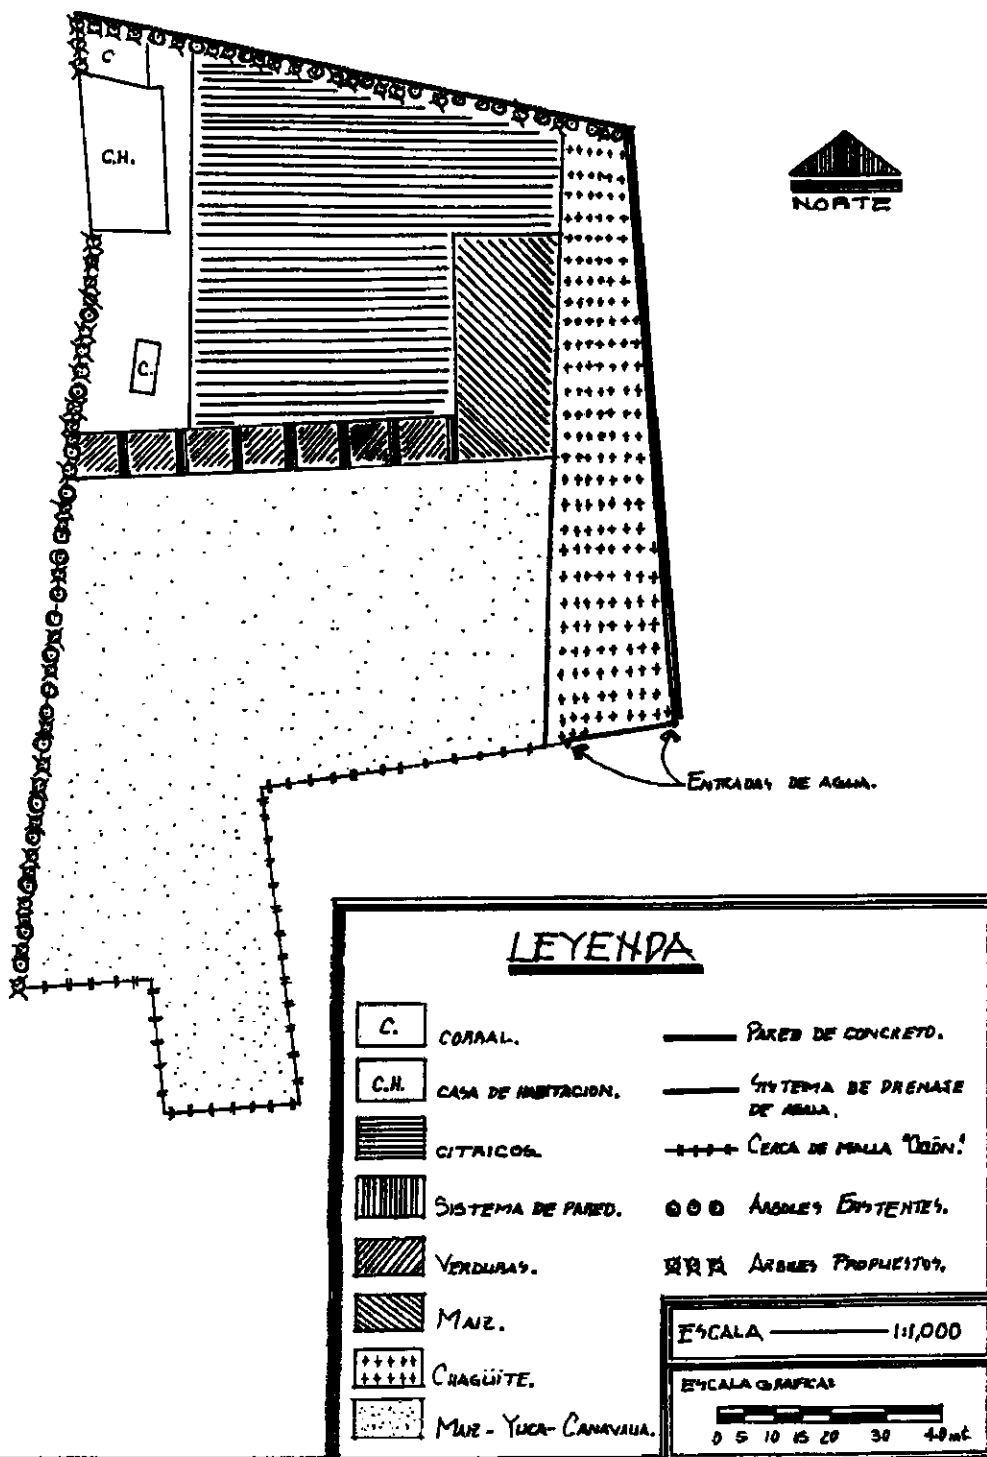 C
C.H.
NORTE
C.
ENTRADAS DE AGUA.
LEYENDA
C. CORRAL.
C.H. CASA DE HABITACION.
CITRICOS.
SISTEMA DE PARED.
VERDURAS.
MAIZ.
CHAGÜITE.
MAIZ - YUCA - CANAVALIA.
PARED DE CONCRETO.
SISTEMA DE DRENAJE
DE AGUA.
CERCA DE MALLA "CICLÓN."
ARBOLES EXISTENTES.
ARBOLES PROPUESTOS.
ESCALA 1:1,000
ESCALA GRAFICA:
0 5 10 15 20 30 40 mt.